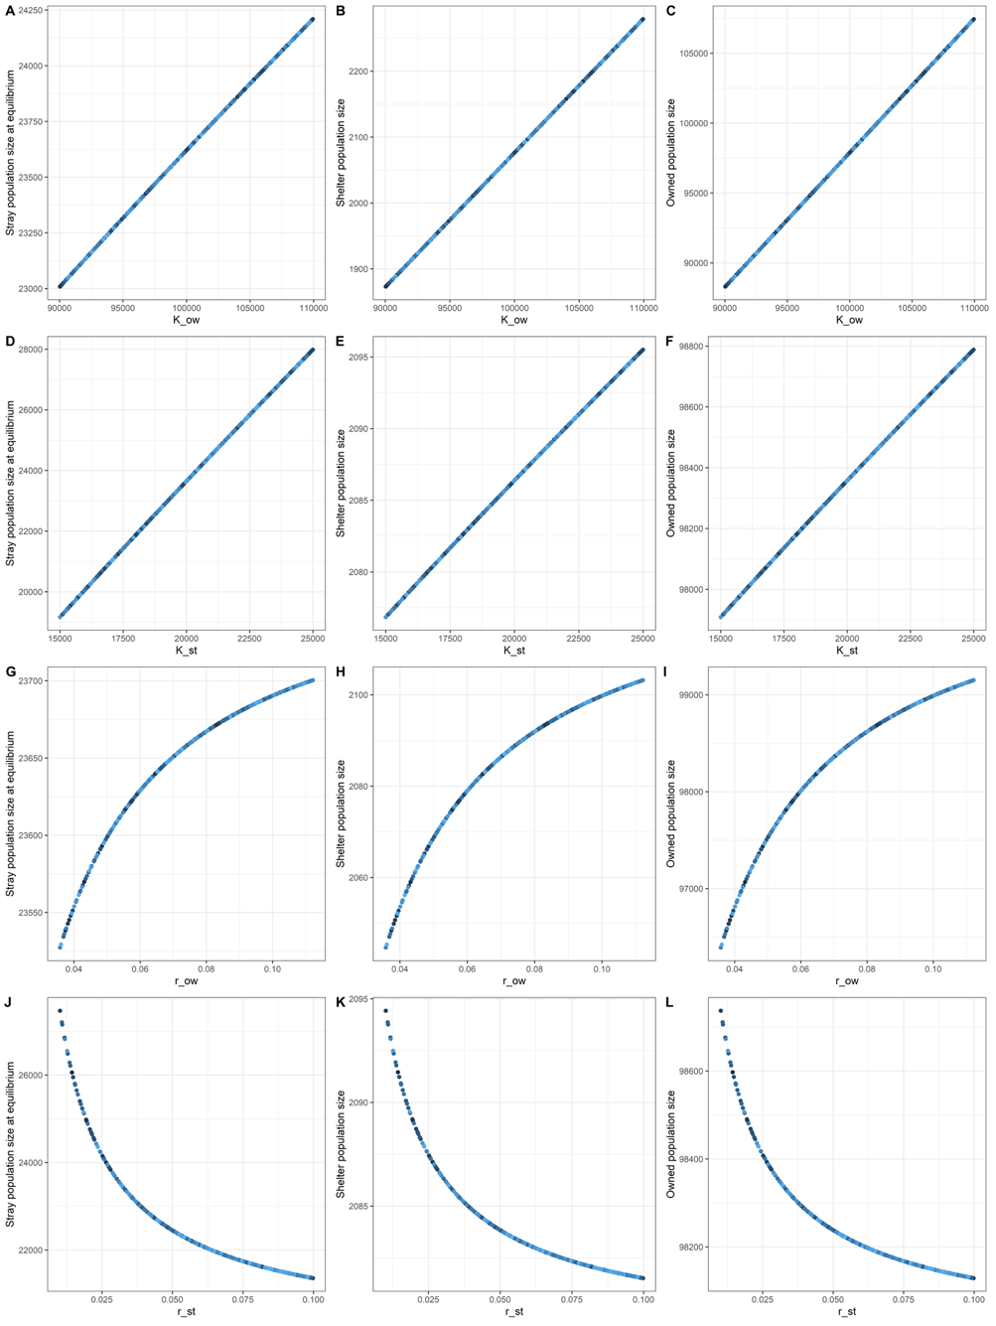 A
Stray population size at equilibrium
24250
24000
23750
23500
23250
23000
90000 95000 100000 105000 110000
K_ow
B
Shelter population size
2200
2100
2000
1900
90000 95000 100000 105000 110000
K_ow
C
Owned population size
105000
100000
95000
90000
90000 95000 100000 105000 110000
K_ow
D
Stray population size at equilibrium
28000
26000
24000
22000
20000
15000 17500 20000 22500 25000
K_st
E
Shelter population size
2095
2090
2085
2080
15000 17500 20000 22500 25000
K_st
F
Owned population size
98800
98600
98400
98200
98000
15000 17500 20000 22500 25000
K_st
G
Stray population size at equilibrium
23700
23650
23600
23550
0.04 0.06 0.08 0.10
r_ow
H
Shelter population size
2100
2080
2060
0.04 0.06 0.08 0.10
r_ow
I
Owned population size
99000
98000
97000
0.04 0.06 0.08 0.10
r_ow
J
Stray population size at equilibrium
26000
24000
22000
0.025 0.050 0.075 0.100
r_st
K
Shelter population size
2095
2090
2085
0.025 0.050 0.075 0.100
r_st
L
Owned population size
98600
98400
98200
0.025 0.050 0.075 0.100
r_st